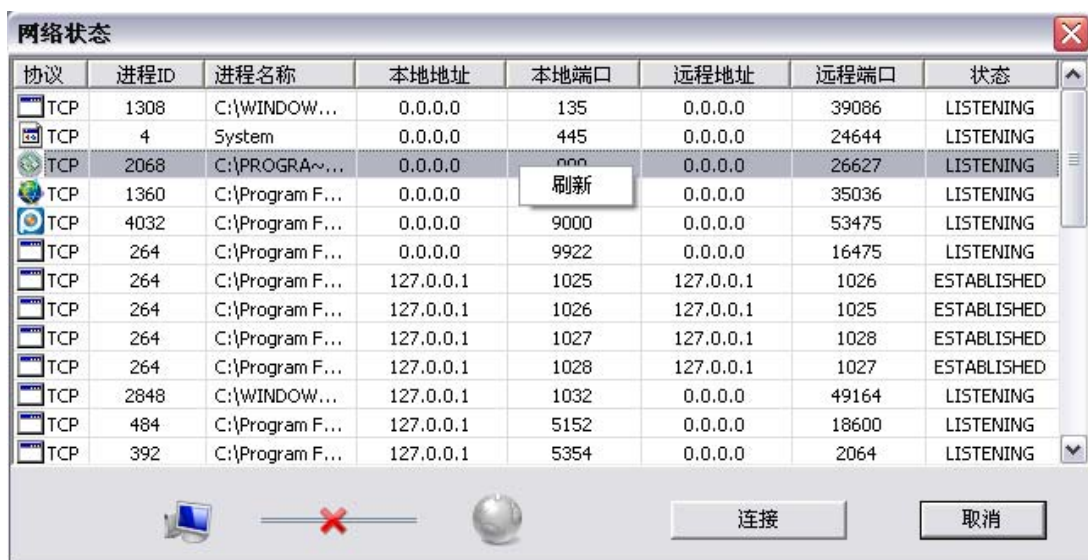 网络状态
协议 进程ID 进程名称 本地地址 本地端口 远程地址 远程端口 状态
TCP 1308 C:\WINDOW... 0.0.0.0 135 0.0.0.0 39086 LISTENING
TCP 4 System 0.0.0.0 445 0.0.0.0 24644 LISTENING
TCP 2068 C:\PROGRA~... 0.0.0.0 0.0.0.0 26627 LISTENING
刷新
TCP 1360 C:\Program F... 0.0.0.0 0.0.0.0 35036 LISTENING
TCP 4032 C:\Program F... 0.0.0.0 9000 0.0.0.0 53475 LISTENING
TCP 264 C:\Program F... 0.0.0.0 9922 0.0.0.0 16475 LISTENING
TCP 264 C:\Program F... 127.0.0.1 1025 127.0.0.1 1026 ESTABLISHED
TCP 264 C:\Program F... 127.0.0.1 1026 127.0.0.1 1025 ESTABLISHED
TCP 264 C:\Program F... 127.0.0.1 1027 127.0.0.1 1028 ESTABLISHED
TCP 264 C:\Program F... 127.0.0.1 1028 127.0.0.1 1027 ESTABLISHED
TCP 2848 C:\WINDOW... 127.0.0.1 1032 0.0.0.0 49164 LISTENING
TCP 484 C:\Program F... 127.0.0.1 5152 0.0.0.0 18600 LISTENING
TCP 392 C:\Program F... 127.0.0.1 5354 0.0.0.0 2064 LISTENING
连接 取消